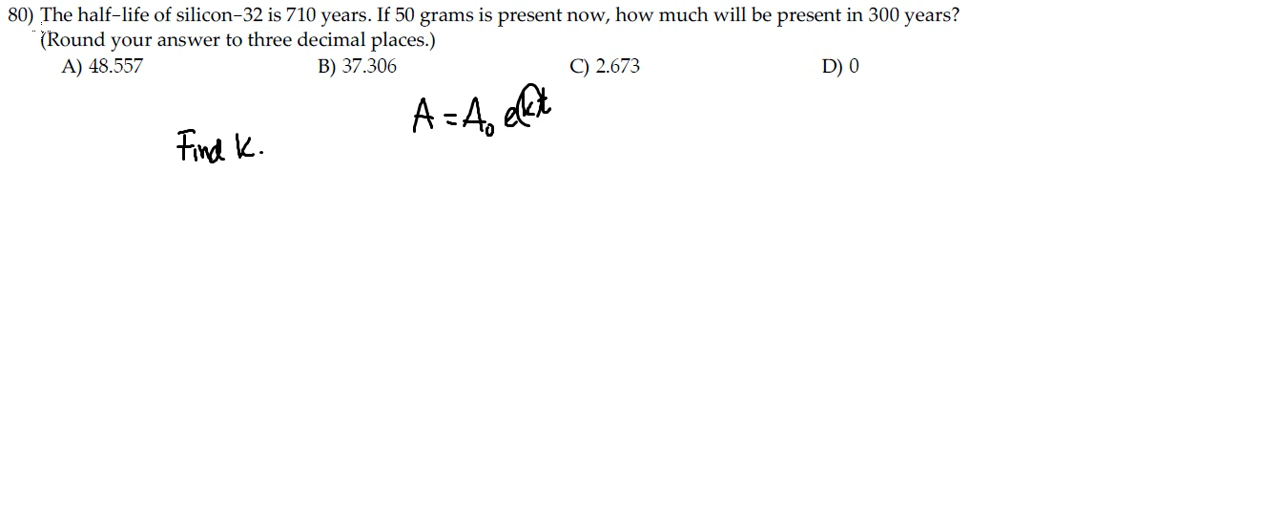 80) The half-life of silicon-32 is 710 years. If 50 grams is present now, how much will be present in 300 years?
(Round your answer to three decimal places.)
A) 48.557 B) 37.306 C) 2.673 D) 0
A = A₀ eᵏᵗ
Find k.